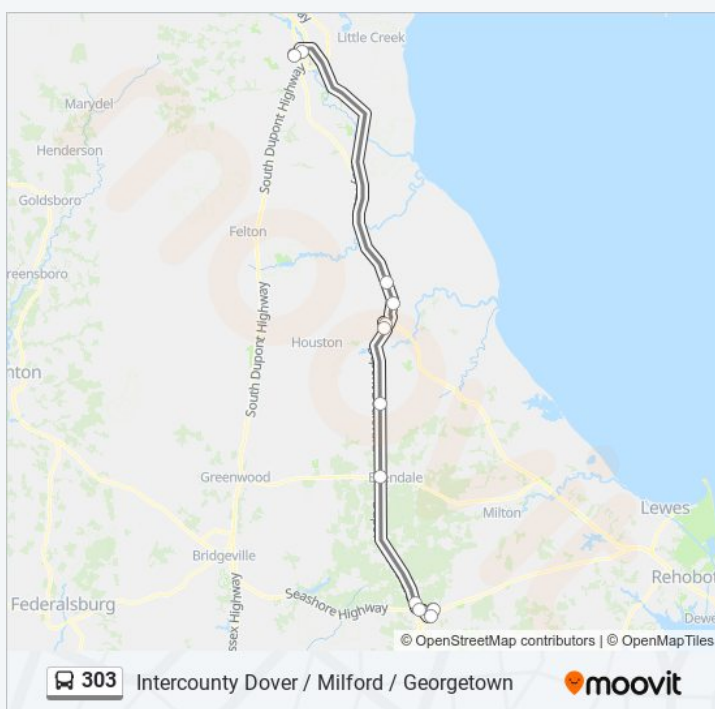 Little Creek
Marydel
South Dupont Highway
Henderson
Goldsboro
Felton
reensboro
Houston
nton
South Dupont Highway
Greenwood
Ellendale
Milton
Lewes
Bridgeville
Rehobot
Seashore Highway
Federalsburg
ssex Highway
Dewe
© OpenStreetMap contributors | © OpenMapTiles
303 Intercounty Dover / Milford / Georgetown
moovit